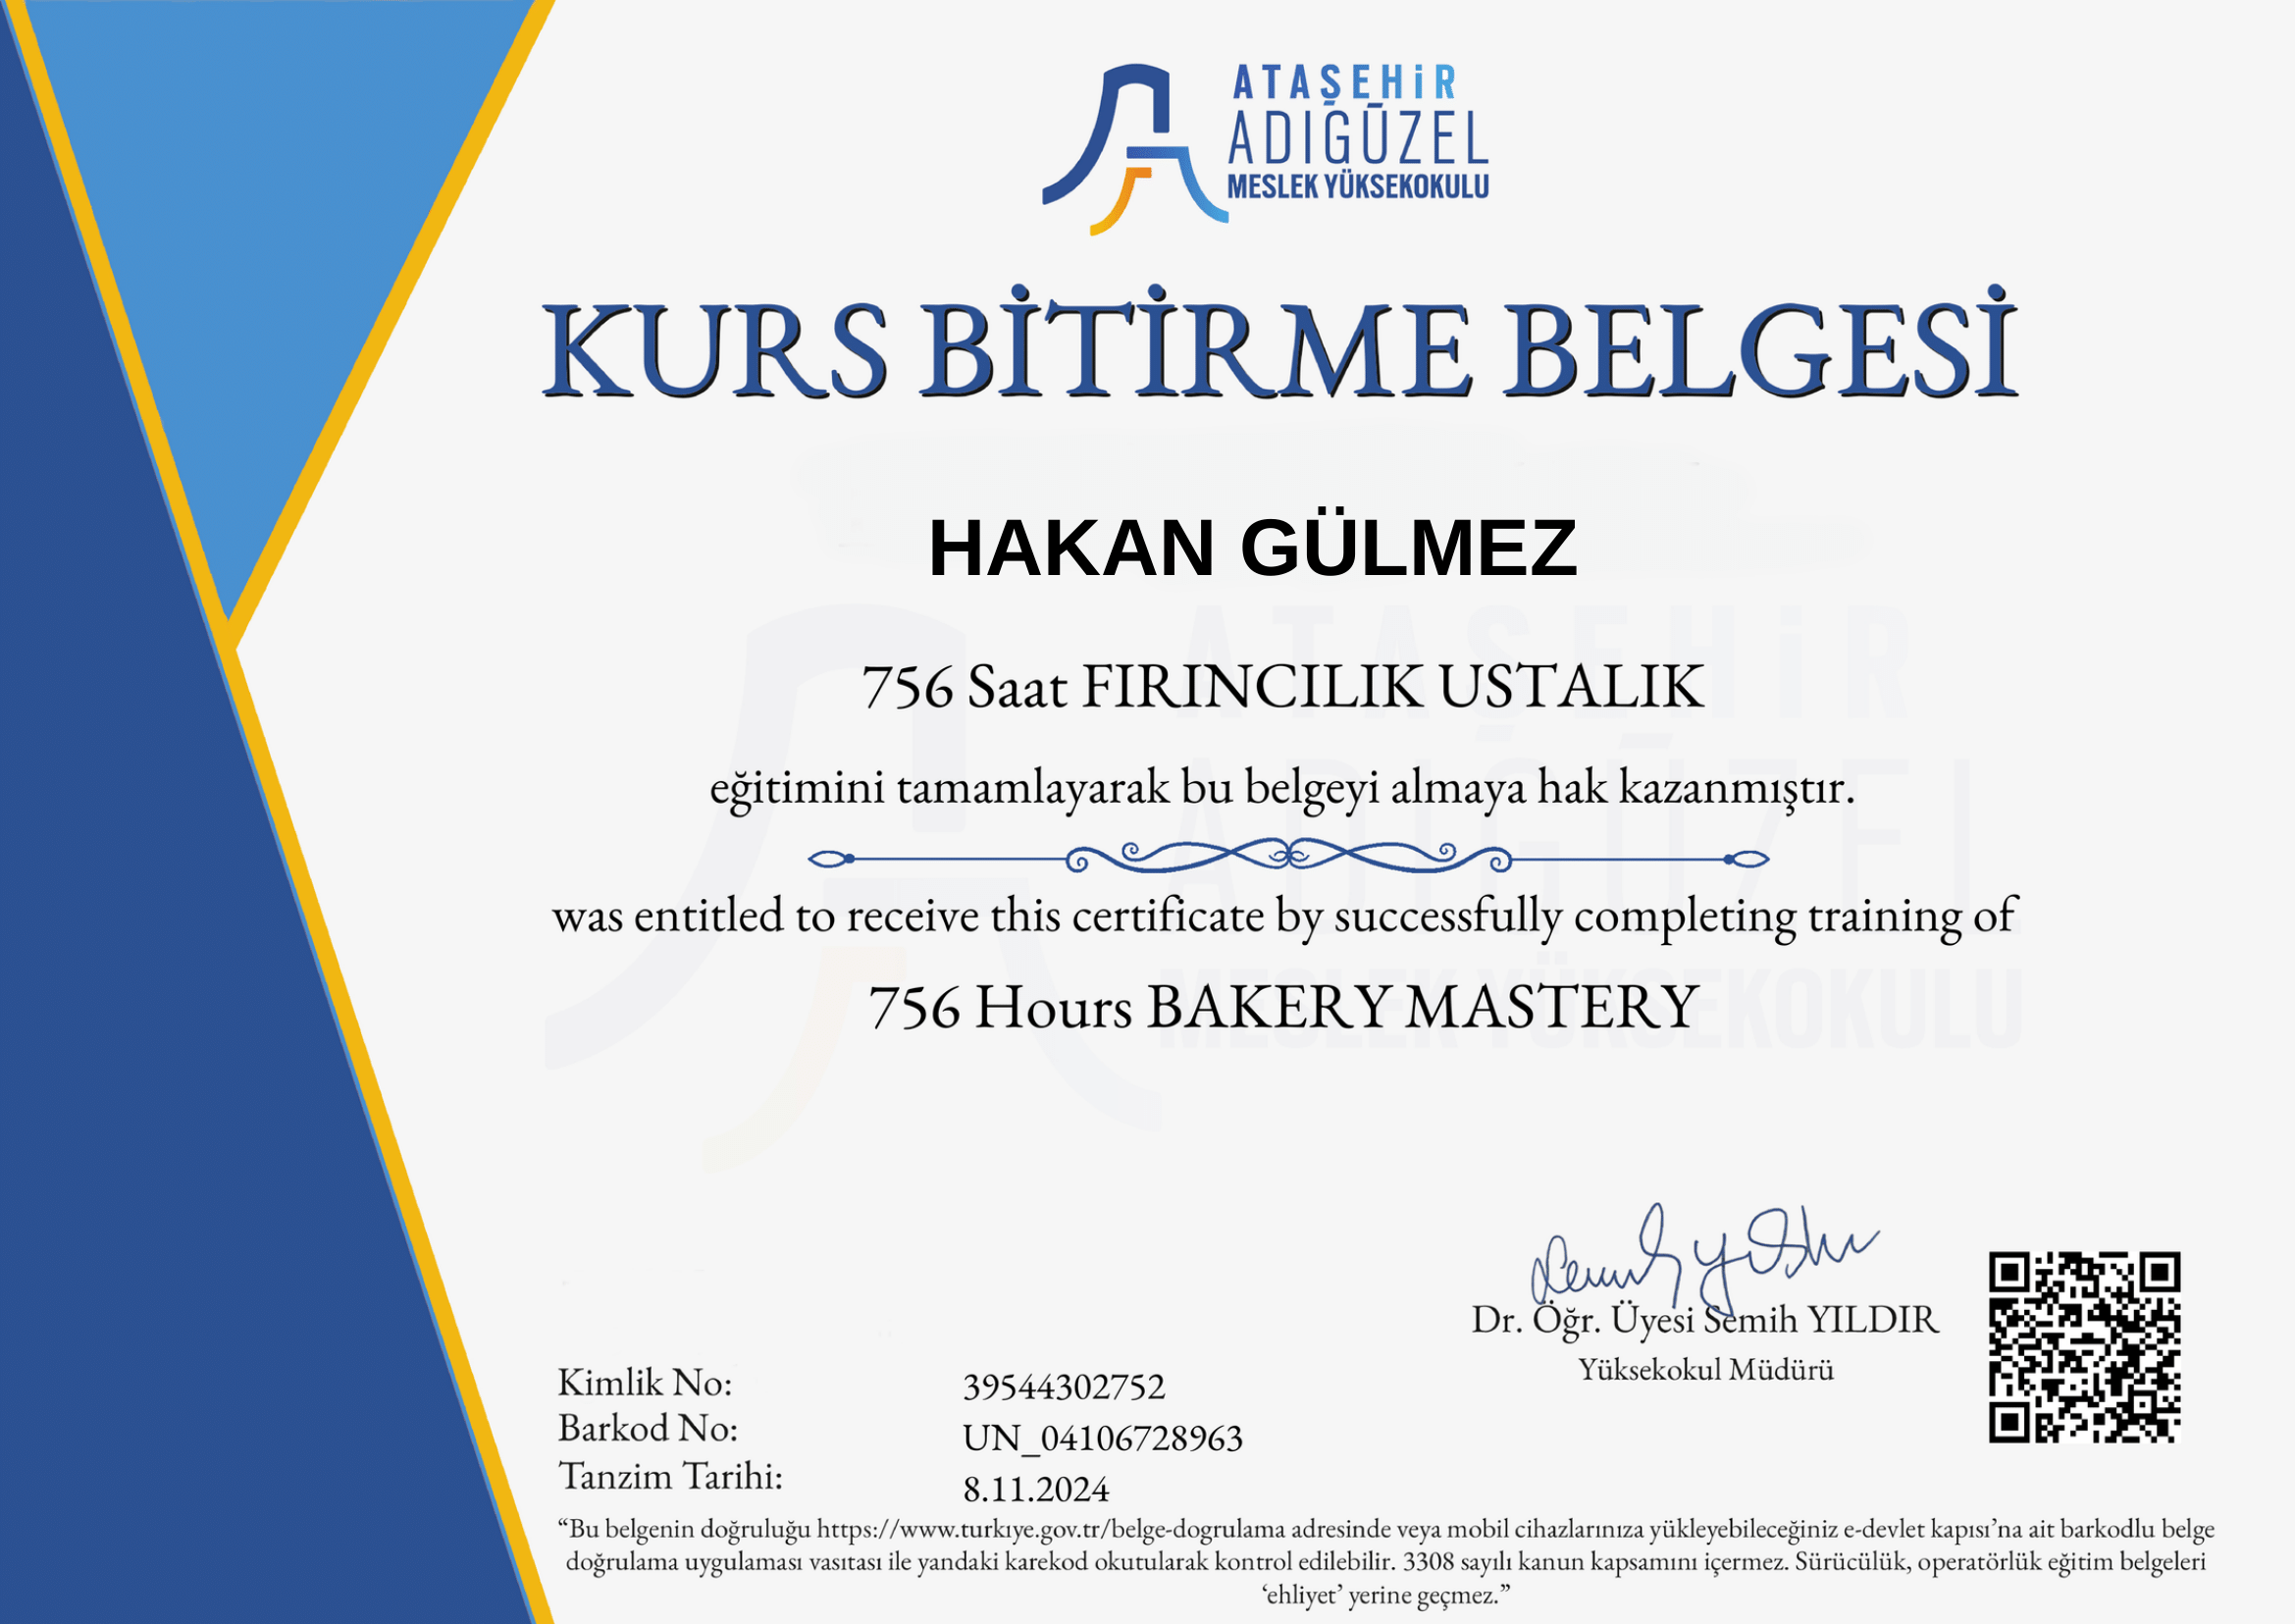 ATAŞEHİR
ADIGÜZEL
MESLEK YÜKSEKOKULU
KURS BİTİRME BELGESİ
HAKAN GÜLMEZ
756 Saat FIRINCILIK USTALIK
eğitimini tamamlayarak bu belgeyi almaya hak kazanmıştır.
was entitled to receive this certificate by successfully completing training of
756 Hours BAKERY MASTERY
Dr. Öğr. Üyesi Semih YILDIR
Yüksekokul Müdürü
Kimlik No: 39544302752
Barkod No: UN_04106728963
Tanzim Tarihi: 8.11.2024
“Bu belgenin doğruluğu https://www.turkıye.gov.tr/belge-dogrulama adresinde veya mobil cihazlarınıza yükleyebileceğiniz e-devlet kapısı’na ait barkodlu belge
doğrulama uygulaması vasıtası ile yandaki karekod okutularak kontrol edilebilir. 3308 sayılı kanun kapsamını içermez. Sürücülük, operatörlük eğitim belgeleri
‘ehliyet’ yerine geçmez.”